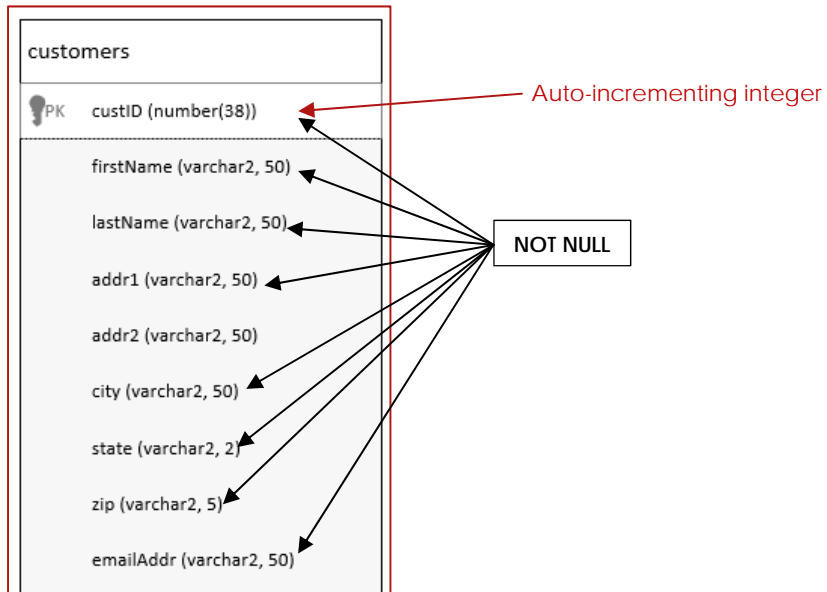 customers
PK custID (number(38))
Auto-incrementing integer
firstName (varchar2, 50)
lastName (varchar2, 50)
NOT NULL
addr1 (varchar2, 50)
addr2 (varchar2, 50)
city (varchar2, 50)
state (varchar2, 2)
zip (varchar2, 5)
emailAddr (varchar2, 50)